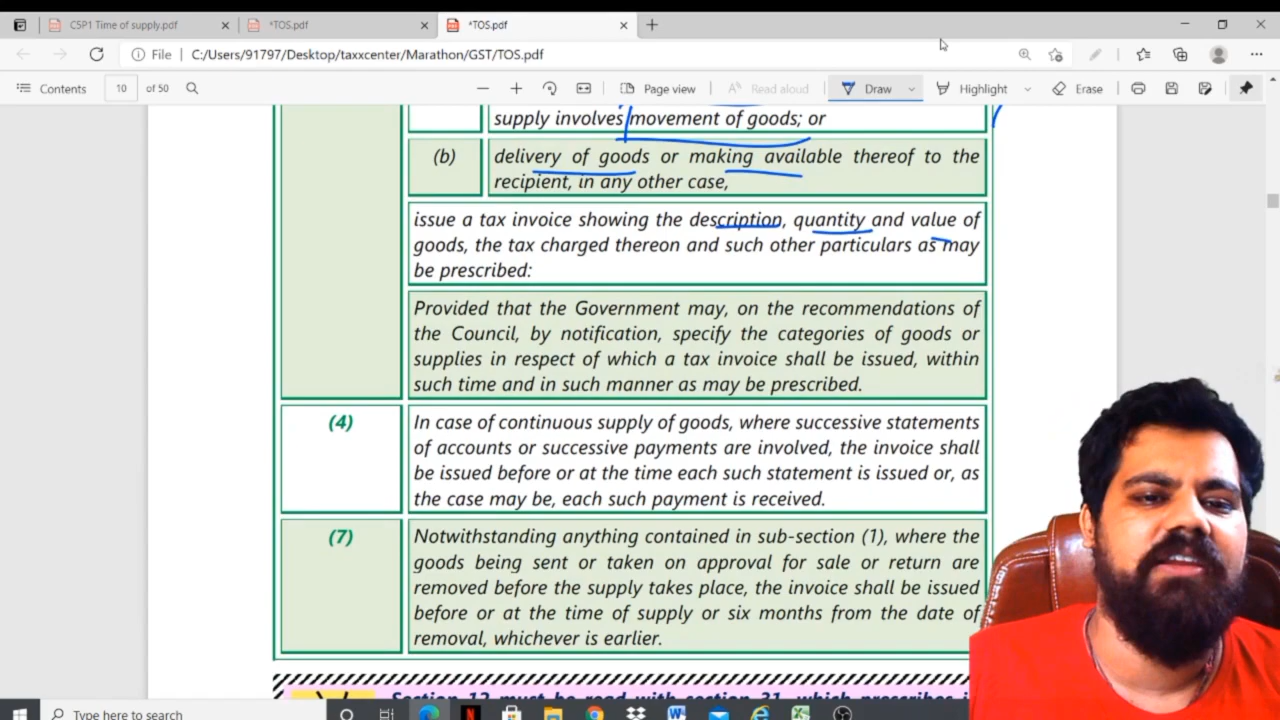 C5P1 Time of supply.pdf
*TOS.pdf
*TOS.pdf
File
C:/Users/91797/Desktop/taxxcenter/Marathon/GST/TOS.pdf
Contents
10 of 50
Page view
Read aloud
Draw
Highlight
Erase
supply involves movement of goods; or
(b)
delivery of goods or making available thereof to the
recipient, in any other case,
issue a tax invoice showing the description, quantity and value of
goods, the tax charged thereon and such other particulars as may
be prescribed:
Provided that the Government may, on the recommendations of
the Council, by notification, specify the categories of goods or
supplies in respect of which a tax invoice shall be issued, within
such time and in such manner as may be prescribed.
(4)
In case of continuous supply of goods, where successive statements
of accounts or successive payments are involved, the invoice shall
be issued before or at the time each such statement is issued or, as
the case may be, each such payment is received.
(7)
Notwithstanding anything contained in sub-section (1), where the
goods being sent or taken on approval for sale or return are
removed before the supply takes place, the invoice shall be issued
before or at the time of supply or six months from the date of
removal, whichever is earlier.
Section 12 must be read with section 31, which prescribes
Type here to search